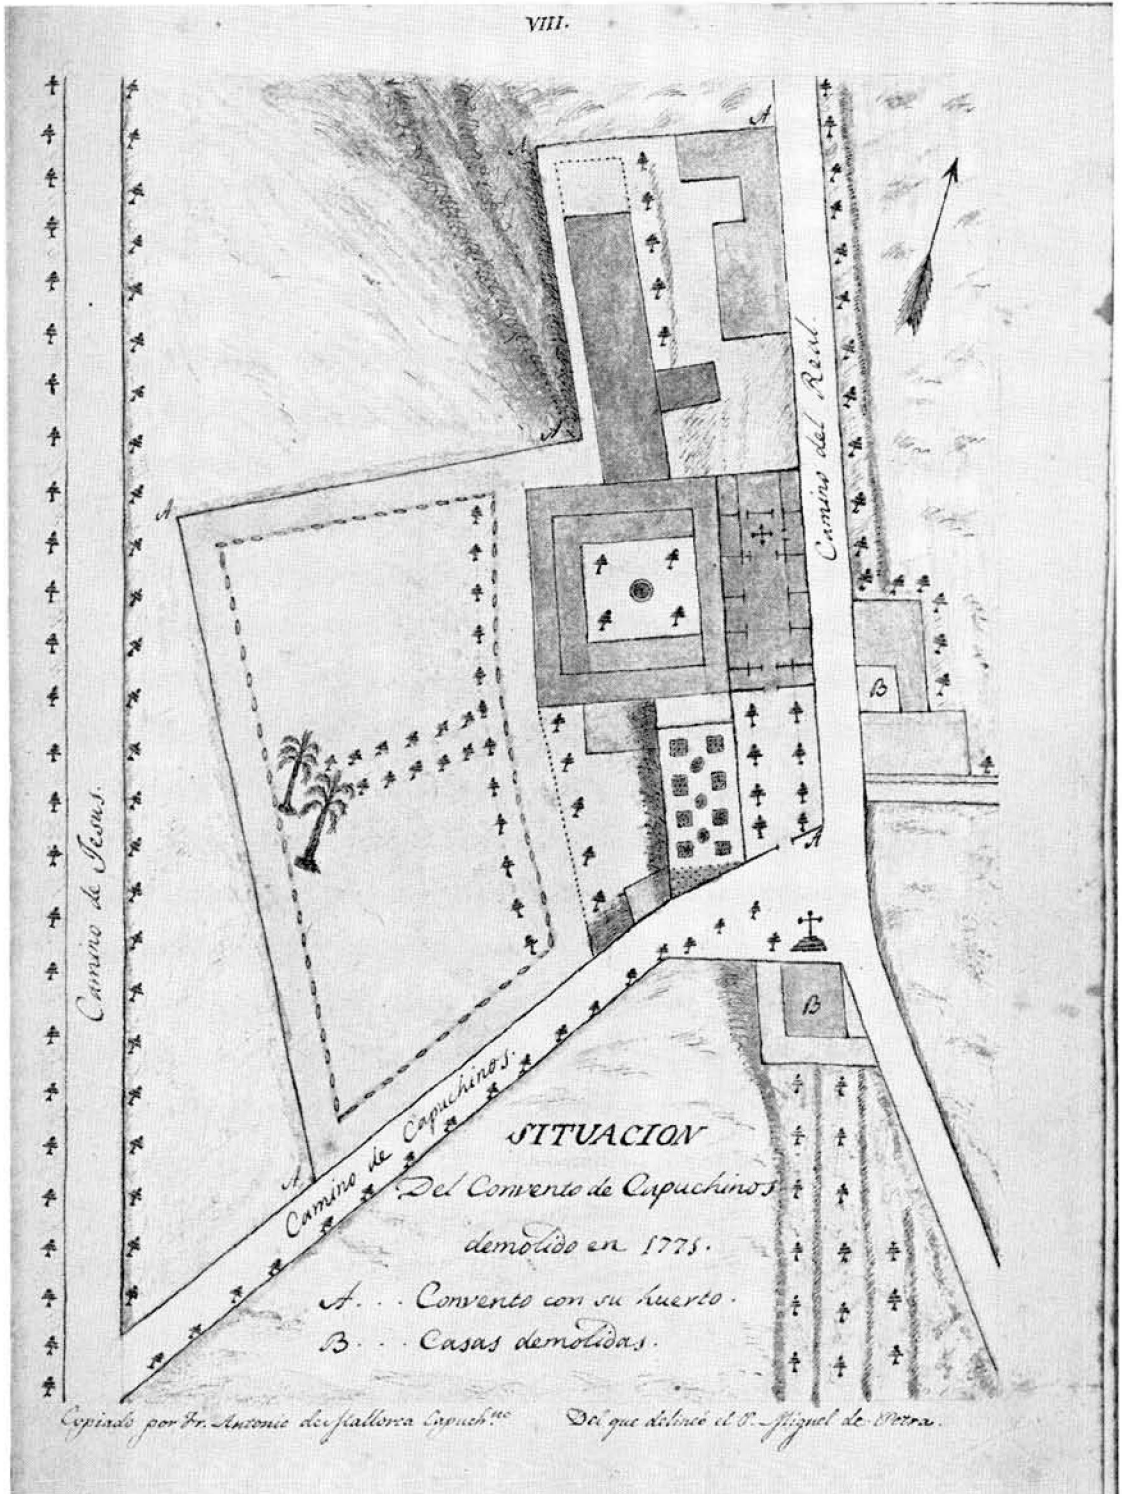 VIII.
A
A
Camino del Real.
A
A
B
Camino de Jesus.
A
B
Camino de Capuchinos.
A
SITUACION
Del Convento de Capuchinos
demolido en 1775.
A . . . Convento con su huerto.
B . . . Casas demolidas.
Copiado por Fr. Antonio de Mallorca Capuch.no
Del que delineó el P. Miguel de Petra.